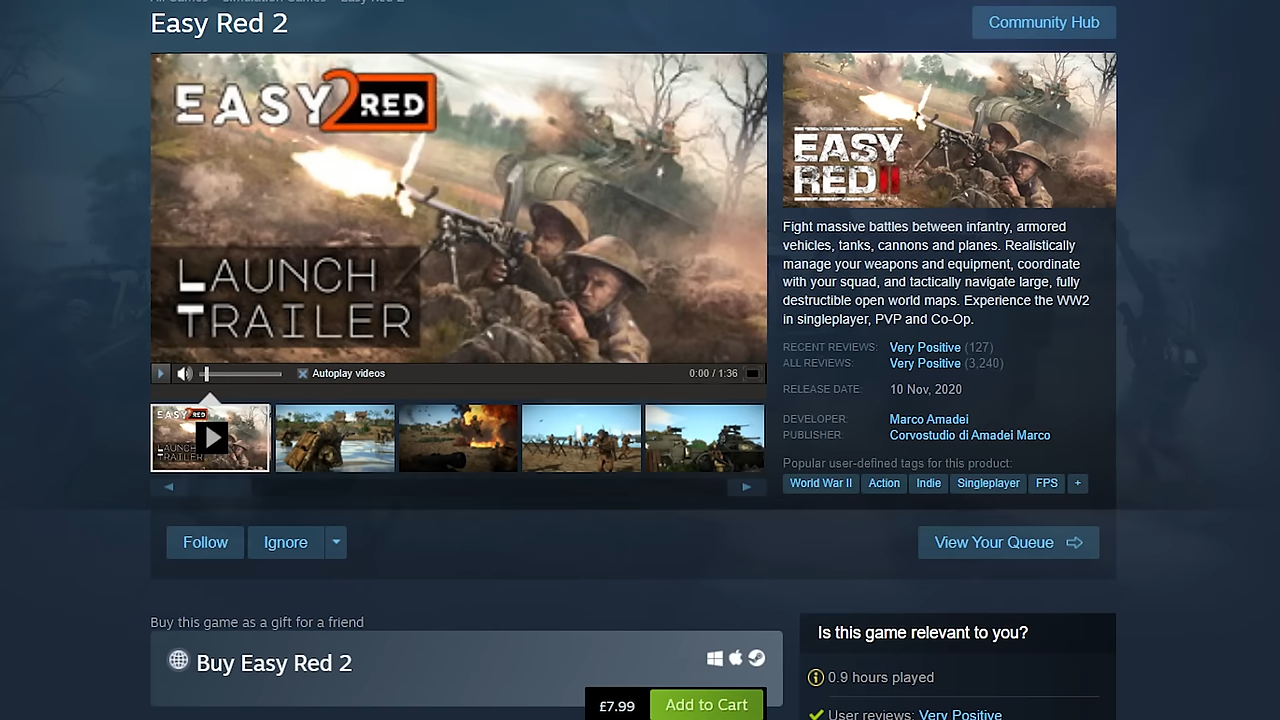 Easy Red 2
Community Hub
EASY 2 RED
LAUNCH
TRAILER
Autoplay videos
0:00 / 1:36
EASY RED
LAUNCH
TRAILER
EASY
RED II
Fight massive battles between infantry, armored
vehicles, tanks, cannons and planes. Realistically
manage your weapons and equipment, coordinate
with your squad, and tactically navigate large, fully
destructible open world maps. Experience the WW2
in singleplayer, PVP and Co-Op.
RECENT REVIEWS: Very Positive (127)
ALL REVIEWS: Very Positive (3,240)
RELEASE DATE: 10 Nov, 2020
DEVELOPER: Marco Amadei
PUBLISHER: Corvostudio di Amadei Marco
Popular user-defined tags for this product:
World War II Action Indie Singleplayer FPS +
Follow Ignore
View Your Queue
Buy this game as a gift for a friend
Buy Easy Red 2
£7.99 Add to Cart
Is this game relevant to you?
0.9 hours played
User reviews: Very Positive